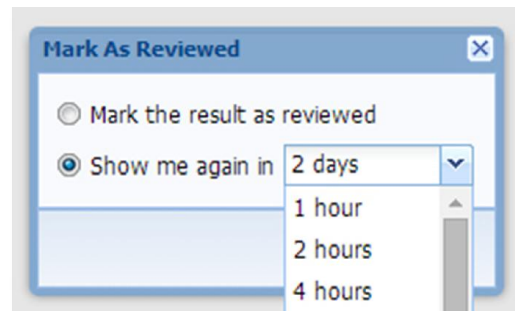 Mark As Reviewed
Mark the result as reviewed
Show me again in 2 days
1 hour
2 hours
4 hours